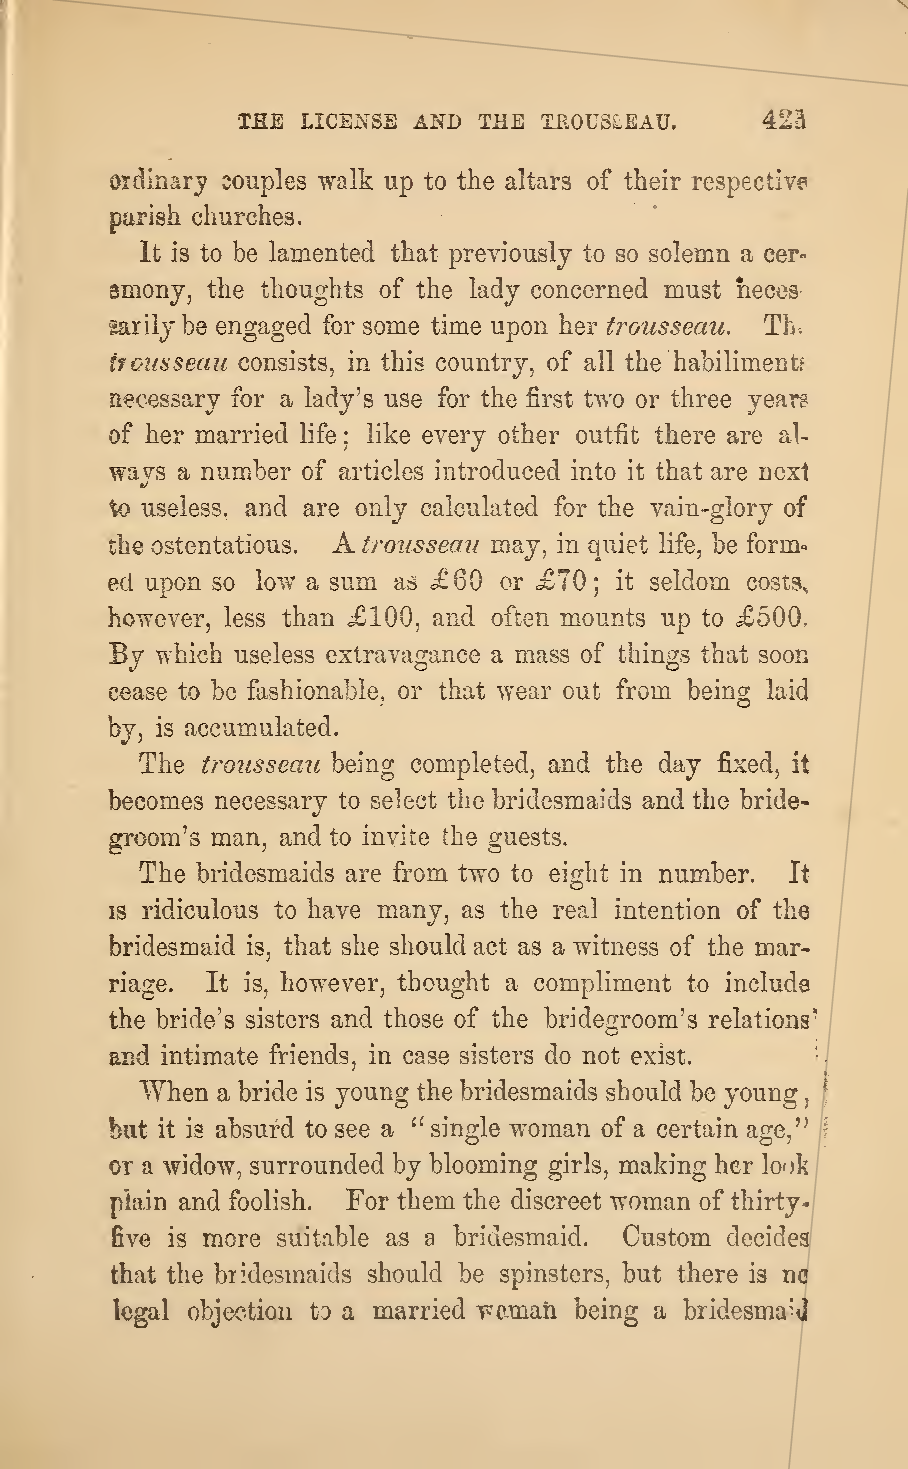 THE LICENSE AND THE TROUSSEAU. 423
ordinary couples walk up to the altars of their respective
parish churches.
It is to be lamented that previously to so solemn a cer-
emony, the thoughts of the lady concerned must neces-
sarily be engaged for some time upon her trousseau. The
trousseau consists, in this country, of all the habiliments
necessary for a lady's use for the first two or three years
of her married life; like every other outfit there are al-
ways a number of articles introduced into it that are next
to useless, and are only calculated for the vain-glory of
the ostentatious. A trousseau may, in quiet life, be form-
ed upon so low a sum as £60 or £70; it seldom costs,
however, less than £100, and often mounts up to £500.
By which useless extravagance a mass of things that soon
cease to be fashionable, or that wear out from being laid
by, is accumulated.
The trousseau being completed, and the day fixed, it
becomes necessary to select the bridesmaids and the bride-
groom's man, and to invite the guests.
The bridesmaids are from two to eight in number. It
is ridiculous to have many, as the real intention of the
bridesmaid is, that she should act as a witness of the mar-
riage. It is, however, thought a compliment to include
the bride's sisters and those of the bridegroom's relations
and intimate friends, in case sisters do not exist.
When a bride is young the bridesmaids should be young;
but it is absurd to see a "single woman of a certain age,"
or a widow, surrounded by blooming girls, making her look
plain and foolish. For them the discreet woman of thirty-
five is more suitable as a bridesmaid. Custom decides
that the bridesmaids should be spinsters, but there is no
legal objection to a married woman being a bridesmaid